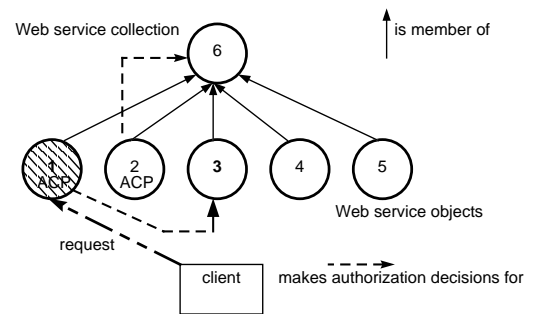 Web service collection
6
is member of
1
ACP
2
ACP
3
4
5
Web service objects
request
client
makes authorization decisions for